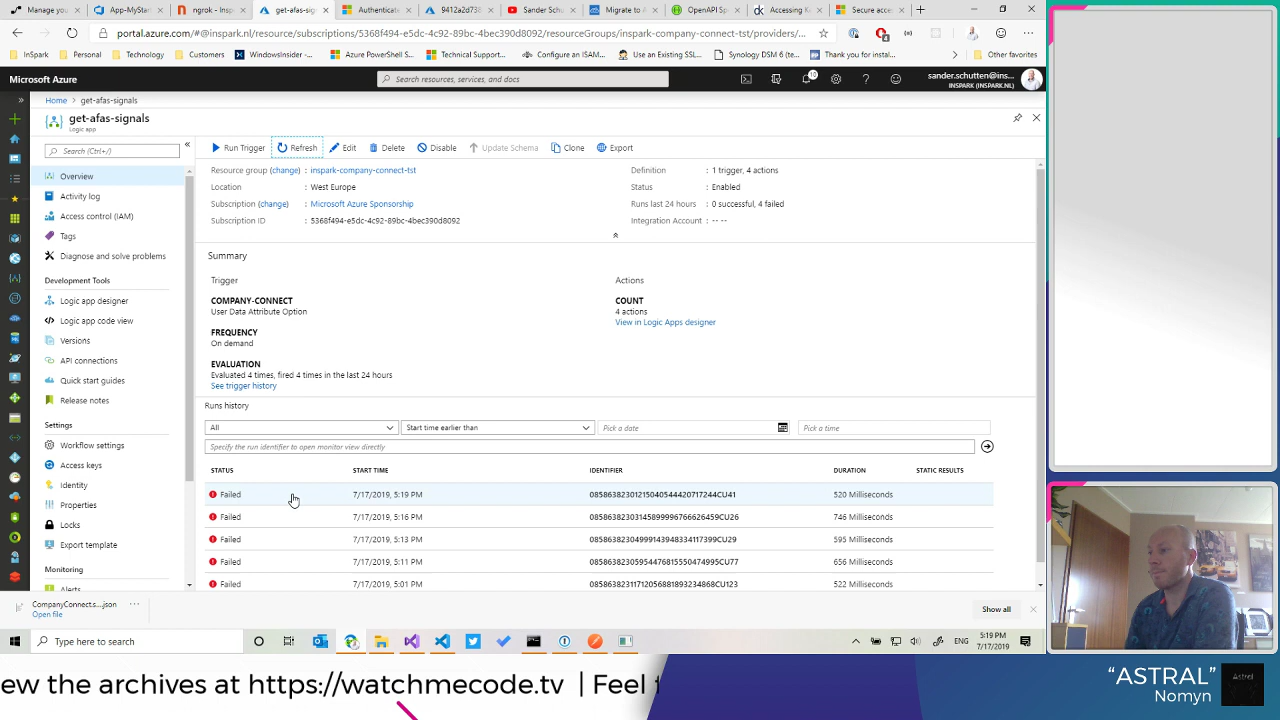 Manage you
App-MySta
ngrok - Insp
get-afas-sign
Authenticate
9412a2d738
Sander Schu
Migrate to A
OpenAPI Sp
Accessing Ke
Secure acce
portal.azure.com/#@inspark.nl/resource/subscriptions/5368f494-e5dc-4c92-89bc-4bec390d8092/resourceGroups/inspark-company-connect-tst/providers/...
InSpark
Personal
Technology
Cybersecurity
WindowsInsider
Azure PowerShell S...
Technical Support...
Configure an ISAM...
Use an Existing SSL...
Synology DSM 6 (te...
Thank you for instal...
Other favorites
Microsoft Azure
Search resources, services, and docs
10
sander.schutten@ins...
INSPARK (INSPARK.NL)
Home > get-afas-signals
get-afas-signals
Logic app
Search (Ctrl+/)
Overview
Activity log
Access control (IAM)
Tags
Diagnose and solve problems
Development Tools
Logic app designer
Logic app code view
Versions
API connections
Quick start guides
Release notes
Settings
Workflow settings
Access keys
Identity
Properties
Locks
Export template
Monitoring
Alerts
Run Trigger
Refresh
Edit
Delete
Disable
Update Schema
Clone
Export
Resource group (change) : inspark-company-connect-tst
Location : West Europe
Subscription (change) : Microsoft Azure Sponsorship
Subscription ID : 5368f494-e5dc-4c92-89bc-4bec390d8092
Definition : 1 trigger, 4 actions
Status : Enabled
Runs last 24 hours : 0 successful, 4 failed
Integration Account : -- --
Summary
Trigger
COMPANY-CONNECT
User Data Attribute Option
FREQUENCY
On demand
EVALUATION
Evaluated 4 times, fired 4 times in the last 24 hours
See trigger history
Actions
COUNT
4 actions
View in Logic Apps designer
Runs history
All
Start time earlier than
Pick a date
Pick a time
Specify the run identifier to open monitor view directly
STATUS START TIME IDENTIFIER DURATION STATIC RESULTS
Failed 7/17/2019, 5:19 PM 08586382301215040544420717244CU41 520 Milliseconds
Failed 7/17/2019, 5:16 PM 08586382303145899996766626459CU26 746 Milliseconds
Failed 7/17/2019, 5:13 PM 08586382304999143948334117399CU29 595 Milliseconds
Failed 7/17/2019, 5:11 PM 08586382305954476815550474995CU77 656 Milliseconds
Failed 7/17/2019, 5:01 PM 08586382311712056881893234868CU123 522 Milliseconds
CompanyConnect.s....json
Open file
Show all
Type here to search
ENG
5:19 PM
7/17/2019
ew the archives at https://watchmecode.tv | Feel f
"ASTRAL"
Nomyn
Astral